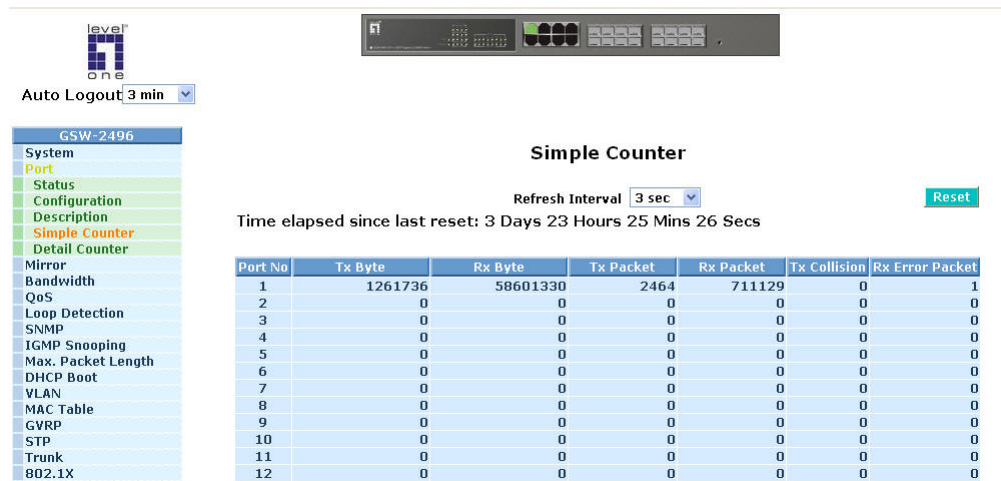 level
one
Auto Logout 3 min
GSW-2496
System
Port
Status
Configuration
Description
Simple Counter
Detail Counter
Mirror
Bandwidth
QoS
Loop Detection
SNMP
IGMP Snooping
Max. Packet Length
DHCP Boot
VLAN
MAC Table
GVRP
STP
Trunk
802.1X
Simple Counter
Refresh Interval 3 sec
Reset
Time elapsed since last reset: 3 Days 23 Hours 25 Mins 26 Secs
Port No Tx Byte Rx Byte Tx Packet Rx Packet Tx Collision Rx Error Packet
1 1261736 58601330 2464 711129 0 1
2 0 0 0 0 0 0
3 0 0 0 0 0 0
4 0 0 0 0 0 0
5 0 0 0 0 0 0
6 0 0 0 0 0 0
7 0 0 0 0 0 0
8 0 0 0 0 0 0
9 0 0 0 0 0 0
10 0 0 0 0 0 0
11 0 0 0 0 0 0
12 0 0 0 0 0 0